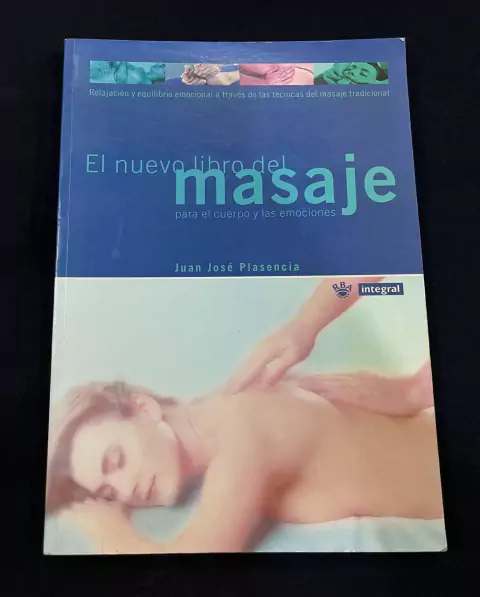 Relajación y equilibrio emocional a través de las técnicas del masaje tradicional
El nuevo libro del
masaje
para el cuerpo y las emociones
Juan José Plasencia
RBA
integral